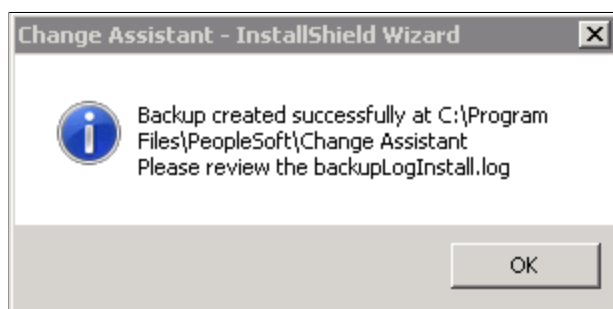 Change Assistant - InstallShield Wizard
Backup created successfully at C:\Program
Files\PeopleSoft\Change Assistant
Please review the backupLogInstall.log
OK